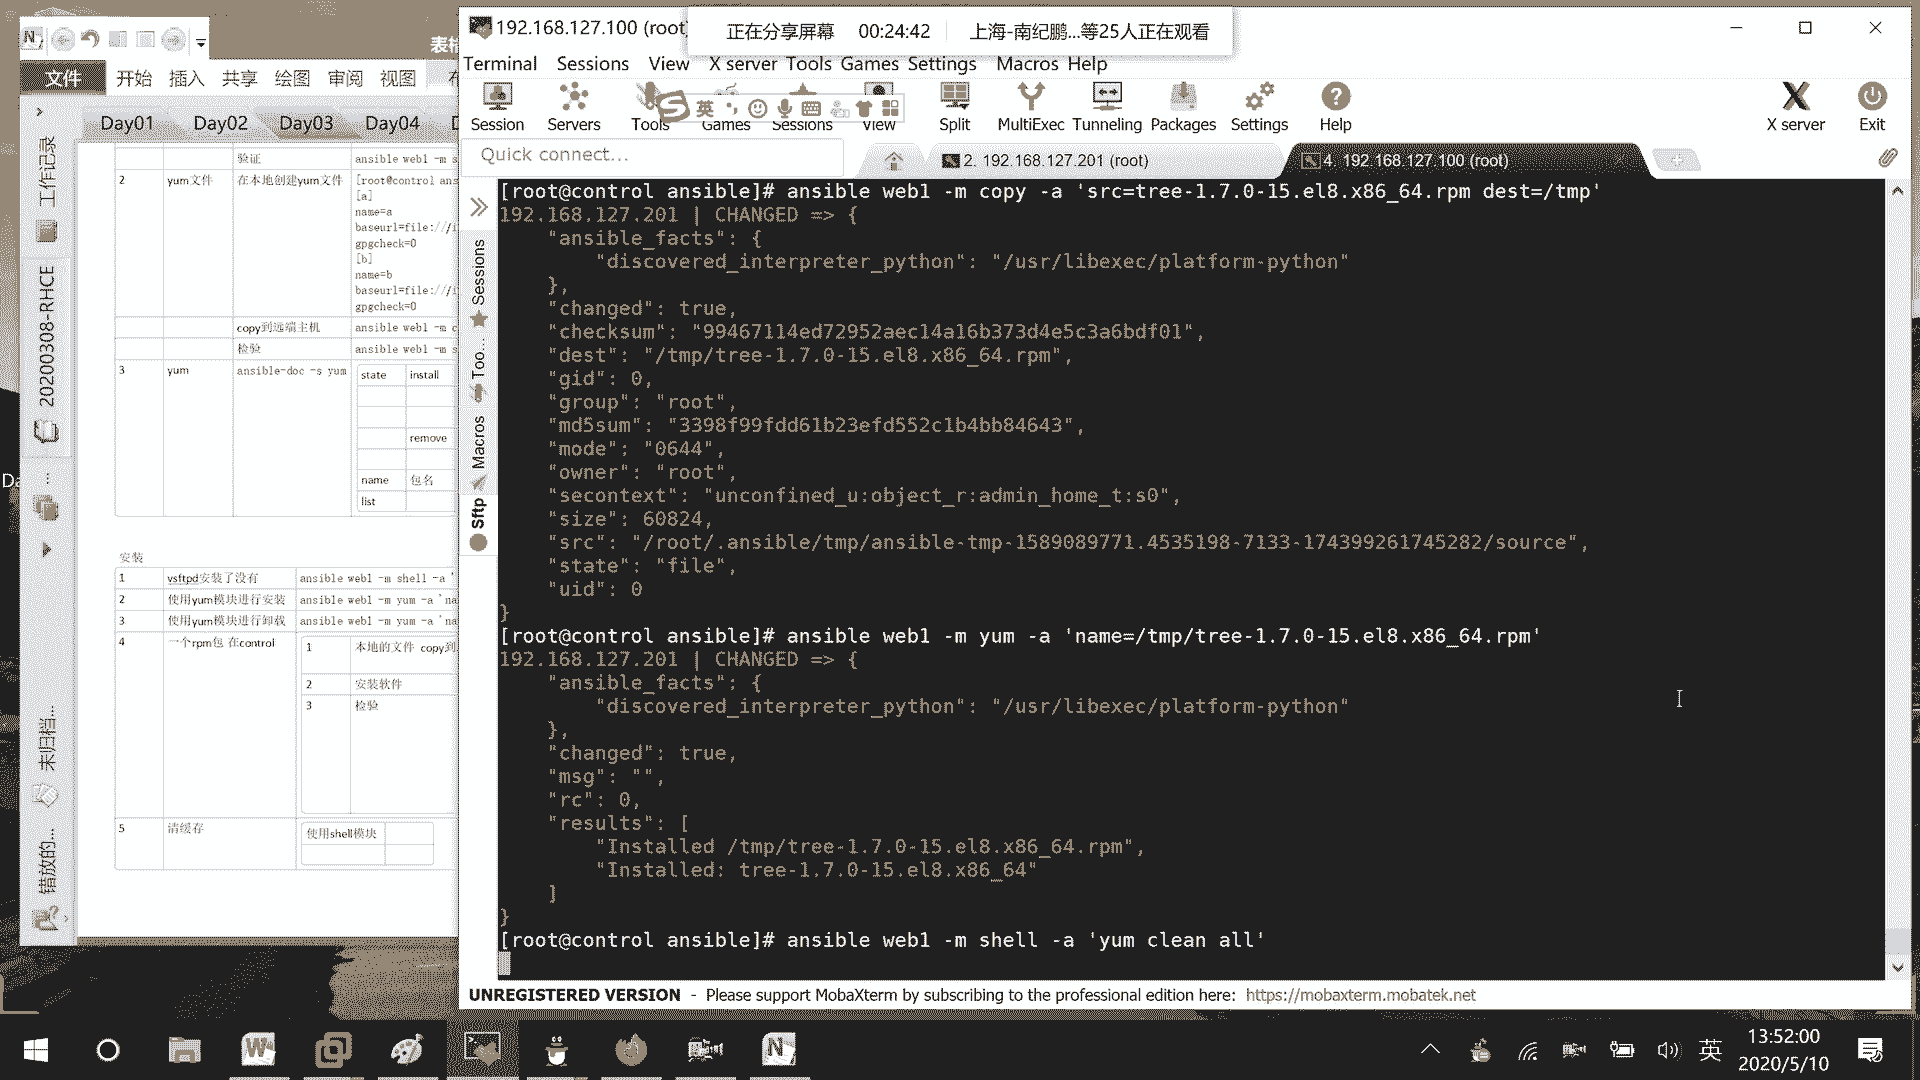 192.168.127.100 (root
正在分享屏幕 00:24:42 上海-南纪鹏...等25人正在观看
Terminal Sessions View X server Tools Games Settings Macros Help
Session Servers Tools Games Sessions View Split MultiExec Tunneling Packages Settings Help X server Exit
英
Quick connect...
2. 192.168.127.201 (root)
4. 192.168.127.100 (root)
表格
文件 开始 插入 共享 绘图 审阅 视图
Day01 Day02 Day03 Day04
工作记录
20200308-RHCE
未归档...
错放的...
验证 ansible web1 -m s
2 yum文件 在本地创建yum文件 [root@control ans
[a]
name=a
baseurl=file:///
gpgcheck=0
[b]
name=b
baseurl=file:///
gpgcheck=0
copy到远端主机 ansible web1 -m c
检验 ansible web1 -m s
3 yum ansible-doc -s yum state install
remove
name 包名
list
安装
1 vsftpd安装了没有 ansible web1 -m shell -a '
2 使用yum模块进行安装 ansible web1 -m yum -a 'na
3 使用yum模块进行卸载 ansible web1 -m yum -a 'na
4 一个rpm包 在control 1 本地的文件 copy到
2 安装软件
3 检验
5 清缓存 使用shell模块
Sessions
Too...
Macros
Sftp
[root@control ansible]# ansible web1 -m copy -a 'src=tree-1.7.0-15.el8.x86_64.rpm dest=/tmp'
192.168.127.201 | CHANGED => {
"ansible_facts": {
"discovered_interpreter_python": "/usr/libexec/platform-python"
},
"changed": true,
"checksum": "99467114ed72952aec14a16b373d4e5c3a6bdf01",
"dest": "/tmp/tree-1.7.0-15.el8.x86_64.rpm",
"gid": 0,
"group": "root",
"md5sum": "3398f99fdd61b23efd552c1b4bb84643",
"mode": "0644",
"owner": "root",
"secontext": "unconfined_u:object_r:admin_home_t:s0",
"size": 60824,
"src": "/root/.ansible/tmp/ansible-tmp-1589089771.4535198-7133-174399261745282/source",
"state": "file",
"uid": 0
}
[root@control ansible]# ansible web1 -m yum -a 'name=/tmp/tree-1.7.0-15.el8.x86_64.rpm'
192.168.127.201 | CHANGED => {
"ansible_facts": {
"discovered_interpreter_python": "/usr/libexec/platform-python"
},
"changed": true,
"msg": "",
"rc": 0,
"results": [
"Installed /tmp/tree-1.7.0-15.el8.x86_64.rpm",
"Installed: tree-1.7.0-15.el8.x86_64"
]
}
[root@control ansible]# ansible web1 -m shell -a 'yum clean all'
UNREGISTERED VERSION - Please support MobaXterm by subscribing to the professional edition here: https://mobaxterm.mobatek.net
英
13:52:00
2020/5/10